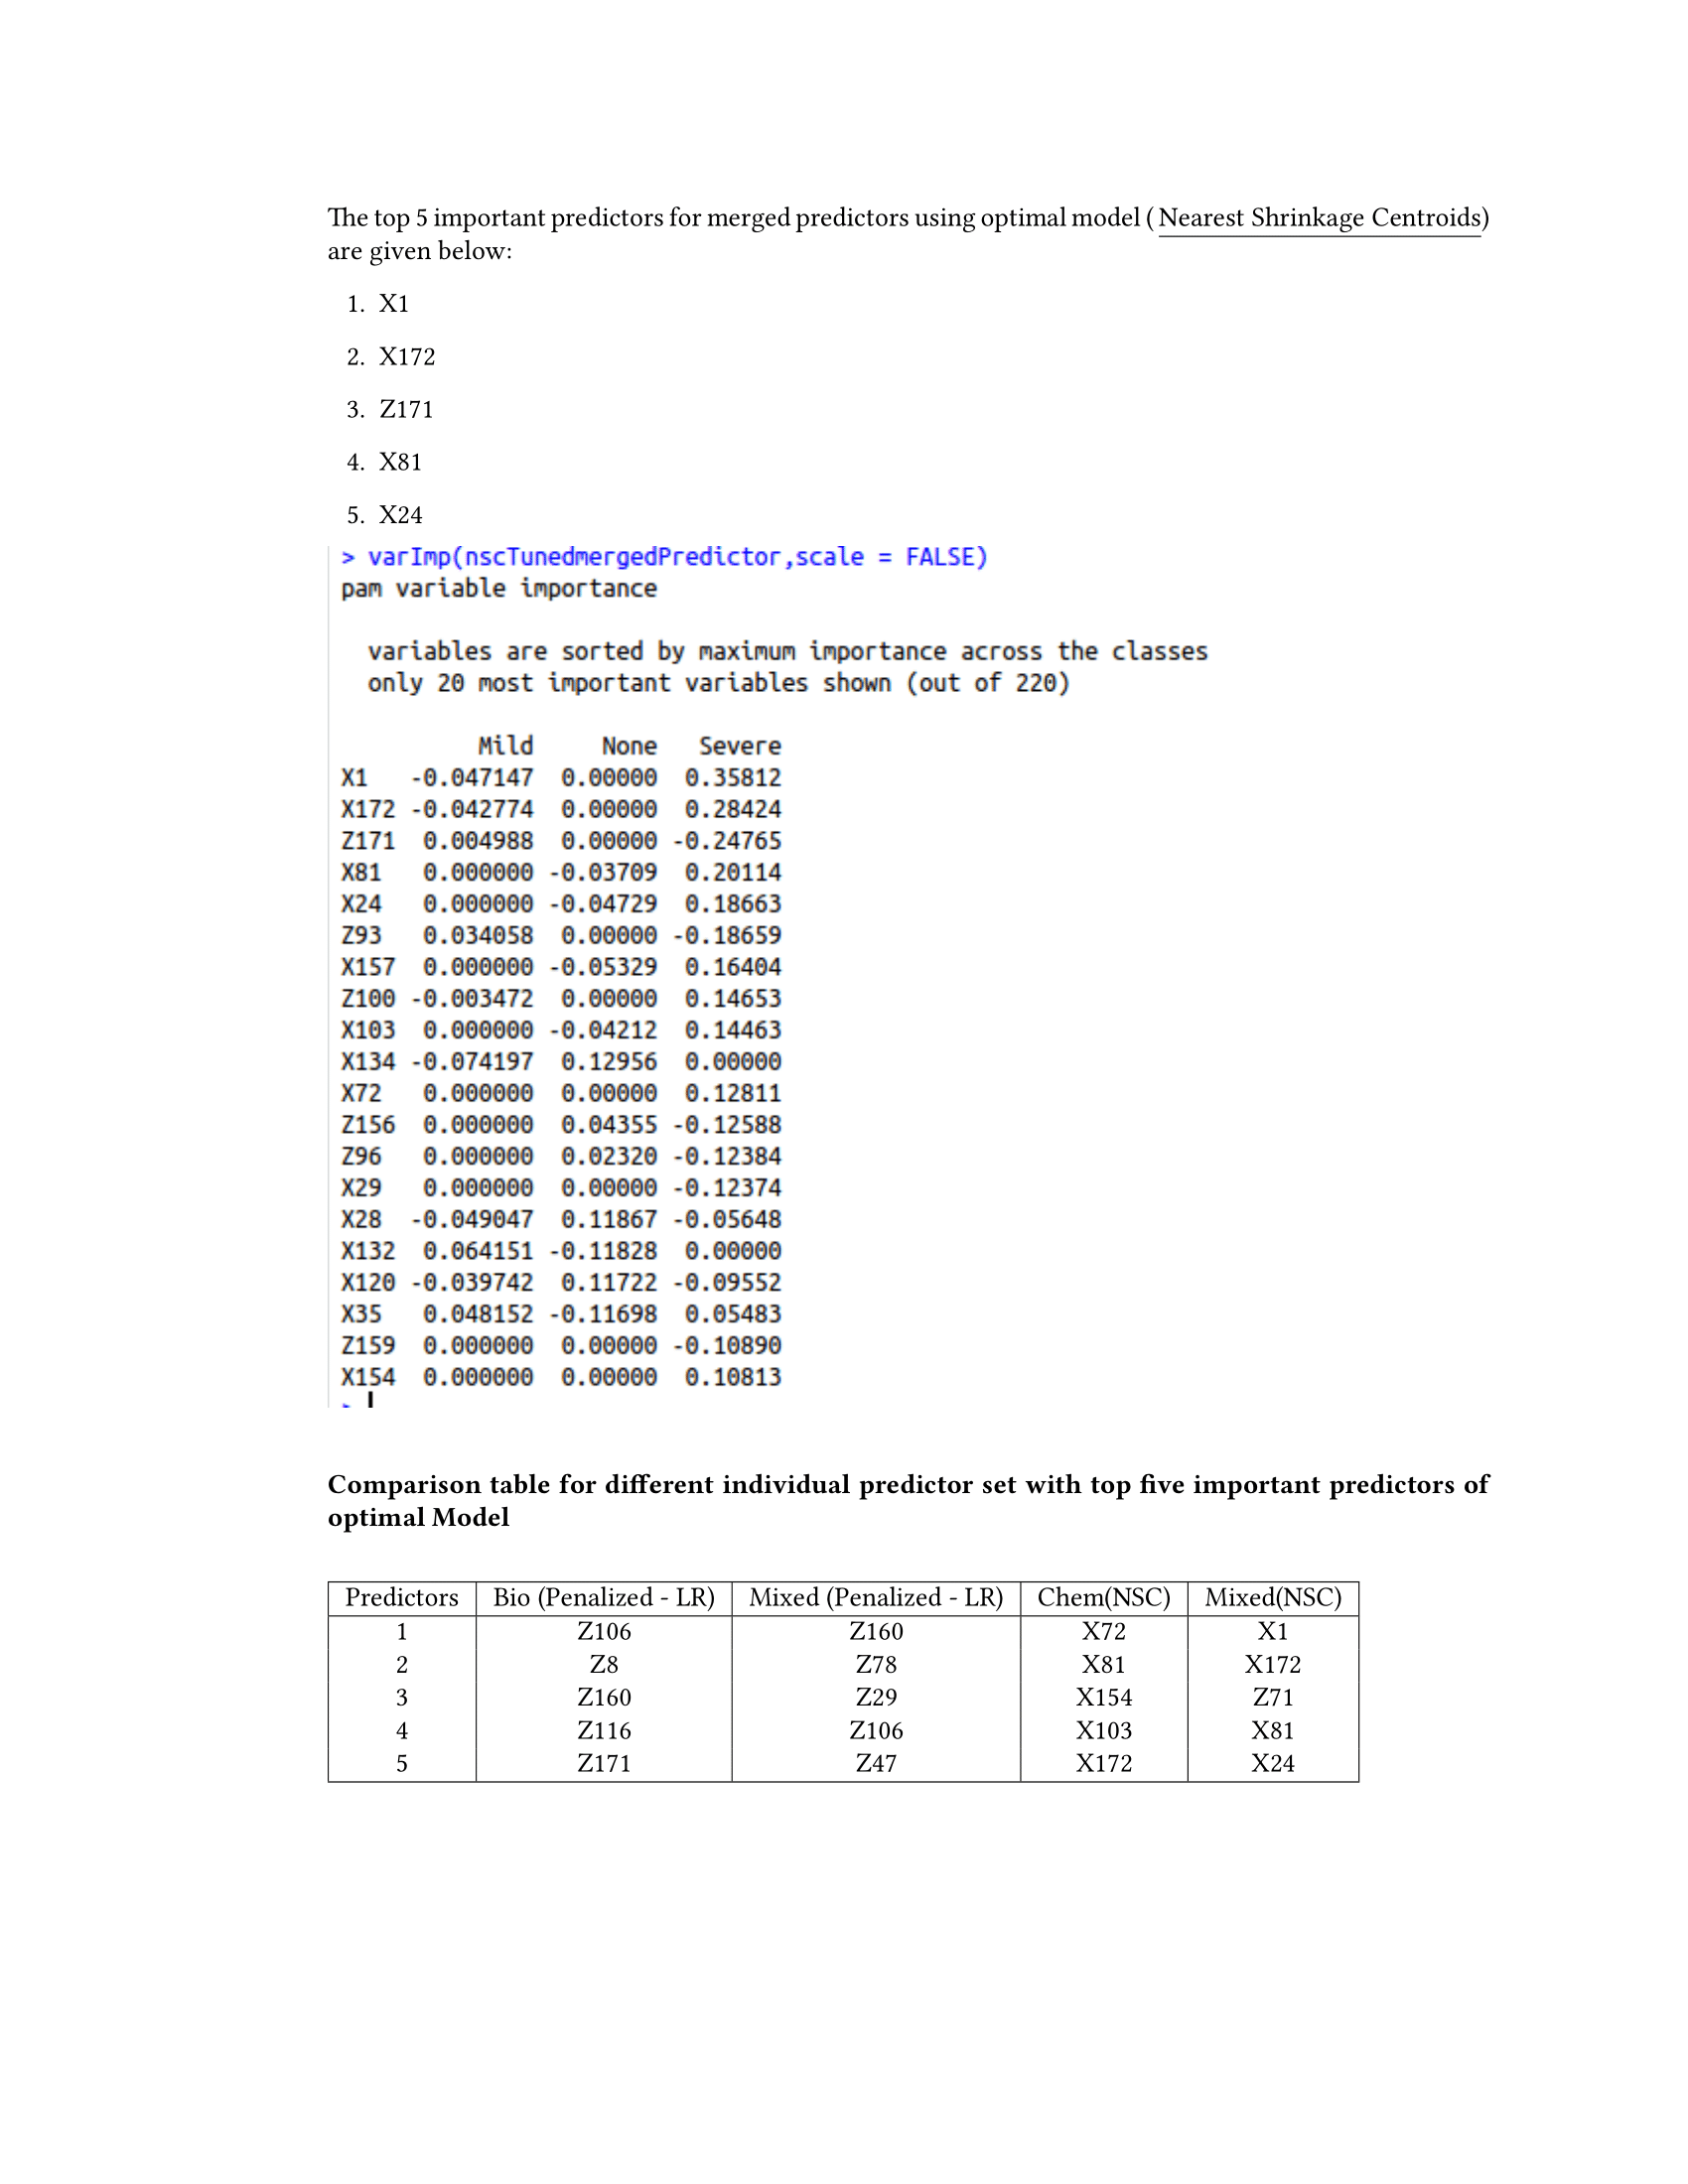 The top 5 important predictors for merged predictors using optimal model ( Nearest Shrinkage Centroids)
are given below:
1. X1
2. X172
3. Z171
4. X81
5. X24
> varImp(nscTunedmergedPredictor,scale = FALSE)
pam variable importance
variables are sorted by maximum importance across the classes
only 20 most important variables shown (out of 220)
Mild None Severe
X1 -0.047147 0.00000 0.35812
X172 -0.042774 0.00000 0.28424
Z171 0.004988 0.00000 -0.24765
X81 0.000000 -0.03709 0.20114
X24 0.000000 -0.04729 0.18663
Z93 0.034058 0.00000 -0.18659
X157 0.000000 -0.05329 0.16404
Z100 -0.003472 0.00000 0.14653
X103 0.000000 -0.04212 0.14463
X134 -0.074197 0.12956 0.00000
X72 0.000000 0.00000 0.12811
Z156 0.000000 0.04355 -0.12588
Z96 0.000000 0.02320 -0.12384
X29 0.000000 0.00000 -0.12374
X28 -0.049047 0.11867 -0.05648
X132 0.064151 -0.11828 0.00000
X120 -0.039742 0.11722 -0.09552
X35 0.048152 -0.11698 0.05483
Z159 0.000000 0.00000 -0.10890
X154 0.000000 0.00000 0.10813
>
Comparison table for different individual predictor set with top five important predictors of
optimal Model
Predictors Bio (Penalized - LR) Mixed (Penalized - LR) Chem(NSC) Mixed(NSC)
1 Z106 Z160 X72 X1
2 Z8 Z78 X81 X172
3 Z160 Z29 X154 Z71
4 Z116 Z106 X103 X81
5 Z171 Z47 X172 X24